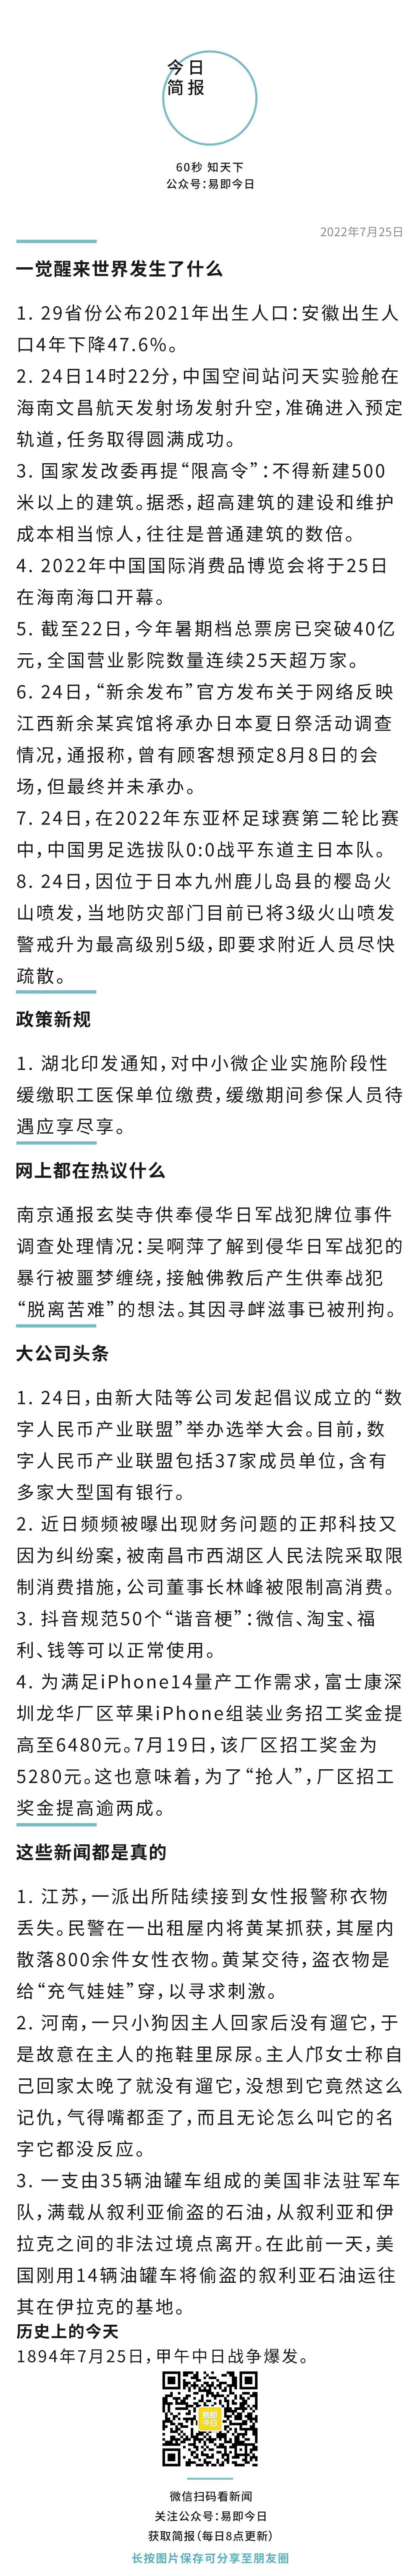 今日
简报
60秒 知天下
公众号:易即今日
2022年7月25日
一觉醒来世界发生了什么
1. 29省份公布2021年出生人口:安徽出生人
口4年下降47.6%。
2. 24日14时22分,中国空间站问天实验舱在
海南文昌航天发射场发射升空,准确进入预定
轨道,任务取得圆满成功。
3. 国家发改委再提“限高令”:不得新建500
米以上的建筑。据悉,超高建筑的建设和维护
成本相当惊人,往往是普通建筑的数倍。
4. 2022年中国国际消费品博览会将于25日
在海南海口开幕。
5. 截至22日,今年暑期档总票房已突破40亿
元,全国营业影院数量连续25天超万家。
6. 24日,“新余发布”官方发布关于网络反映
江西新余某宾馆将承办日本夏日祭活动调查
情况,通报称,曾有顾客想预定8月8日的会
场,但最终并未承办。
7. 24日,在2022年东亚杯足球赛第二轮比赛
中,中国男足选拔队0:0战平东道主日本队。
8. 24日,因位于日本九州鹿儿岛县的樱岛火
山喷发,当地防灾部门目前已将3级火山喷发
警戒升为最高级别5级,即要求附近人员尽快
疏散。
政策新规
1. 湖北印发通知,对中小微企业实施阶段性
缓缴职工医保单位缴费,缓缴期间参保人员待
遇应享尽享。
网上都在热议什么
南京通报玄奘寺供奉侵华日军战犯牌位事件
调查处理情况:吴啊萍了解到侵华日军战犯的
暴行被噩梦缠绕,接触佛教后产生供奉战犯
“脱离苦难”的想法。其因寻衅滋事已被刑拘。
大公司头条
1. 24日,由新大陆等公司发起倡议成立的“数
字人民币产业联盟”举办选举大会。目前,数
字人民币产业联盟包括37家成员单位,含有
多家大型国有银行。
2. 近日频频被曝出现财务问题的正邦科技又
因为纠纷案,被南昌市西湖区人民法院采取限
制消费措施,公司董事长林峰被限制高消费。
3. 抖音规范50个“谐音梗”:微信、淘宝、福
利、钱等可以正常使用。
4. 为满足iPhone14量产工作需求,富士康深
圳龙华厂区苹果iPhone组装业务招工奖金提
高至6480元。7月19日,该厂区招工奖金为
5280元。这也意味着,为了“抢人”,厂区招工
奖金提高逾两成。
这些新闻都是真的
1. 江苏,一派出所陆续接到女性报警称衣物
丢失。民警在一出租屋内将黄某抓获,其屋内
散落800余件女性衣物。黄某交待,盗衣物是
给“充气娃娃”穿,以寻求刺激。
2. 河南,一只小狗因主人回家后没有遛它,于
是故意在主人的拖鞋里尿尿。主人邝女士称自
己回家太晚了就没有遛它,没想到它竟然这么
记仇,气得嘴都歪了,而且无论怎么叫它的名
字它都没反应。
3. 一支由35辆油罐车组成的美国非法驻军车
队,满载从叙利亚偷盗的石油,从叙利亚和伊
拉克之间的非法过境点离开。在此前一天,美
国刚用14辆油罐车将偷盗的叙利亚石油运往
其在伊拉克的基地。
历史上的今天
1894年7月25日,甲午中日战争爆发。
易即
今日
微信扫码看新闻
关注公众号:易即今日
获取简报(每日8点更新)
长按图片保存可分享至朋友圈